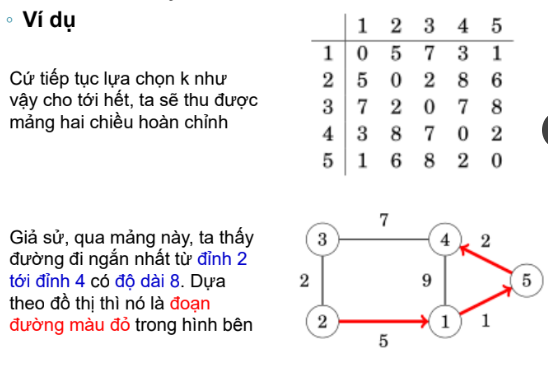 ◦ Ví dụ
Cứ tiếp tục lựa chọn k như
vậy cho tới hết, ta sẽ thu được
mảng hai chiều hoàn chỉnh
1 2 3 4 5
1 0 5 7 3 1
2 5 0 2 8 6
3 7 2 0 7 8
4 3 8 7 0 2
5 1 6 8 2 0
Giả sử, qua mảng này, ta thấy
đường đi ngắn nhất từ đỉnh 2
tới đỉnh 4 có độ dài 8. Dựa
theo đồ thị thì nó là đoạn
đường màu đỏ trong hình bên
7
3 4 2
2 9 5
2 1 1
5